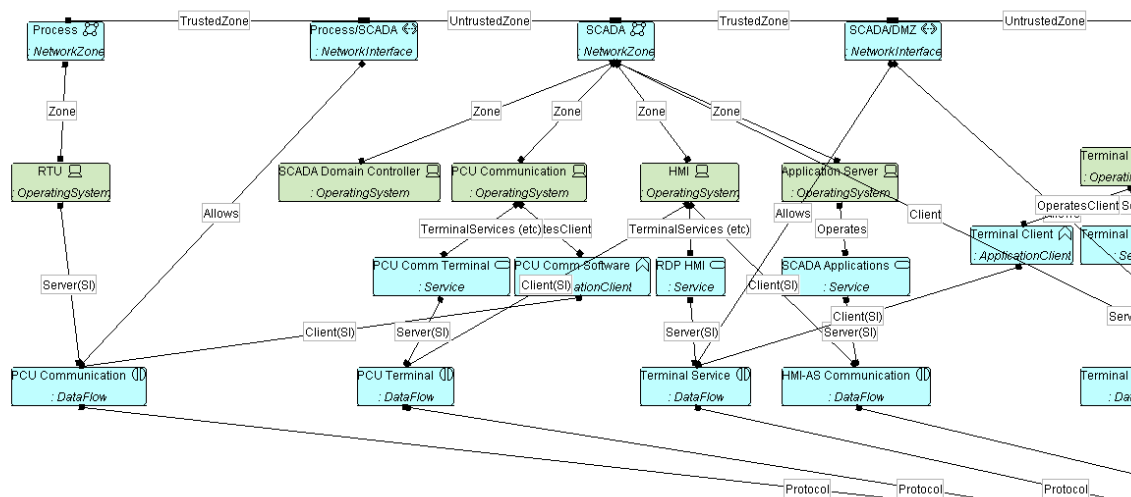 TrustedZone
UntrustedZone
TrustedZone
UntrustedZone
Process
: NetworkZone
Process/SCADA
: NetworkInterface
SCADA
: NetworkZone
SCADA/DMZ
: NetworkInterface
Zone
Zone
Zone
Zone
Zone
RTU
: OperatingSystem
SCADA Domain Controller
: OperatingSystem
PCU Communication
: OperatingSystem
HMI
: OperatingSystem
Application Server
: OperatingSystem
Terminal
: Operating
Allows
TerminalServices (etc)
tesClient
TerminalServices (etc)
Allows
Operates
Client
OperatesClient
Allows
PCU Comm Terminal
: Service
PCU Comm Software
ationClient
RDP HMI
: Service
SCADA Applications
: Service
Terminal Client
: ApplicationClient
Terminal
: Se
Server(SI)
Client(SI)
Client(SI)
Client(SI)
Server(SI)
Client(SI)
Server(SI)
Server(SI)
Serv
PCU Communication
: DataFlow
PCU Terminal
: DataFlow
Terminal Service
: DataFlow
HMI-AS Communication
: DataFlow
Terminal
: Dat
Protocol
Protocol
Protocol